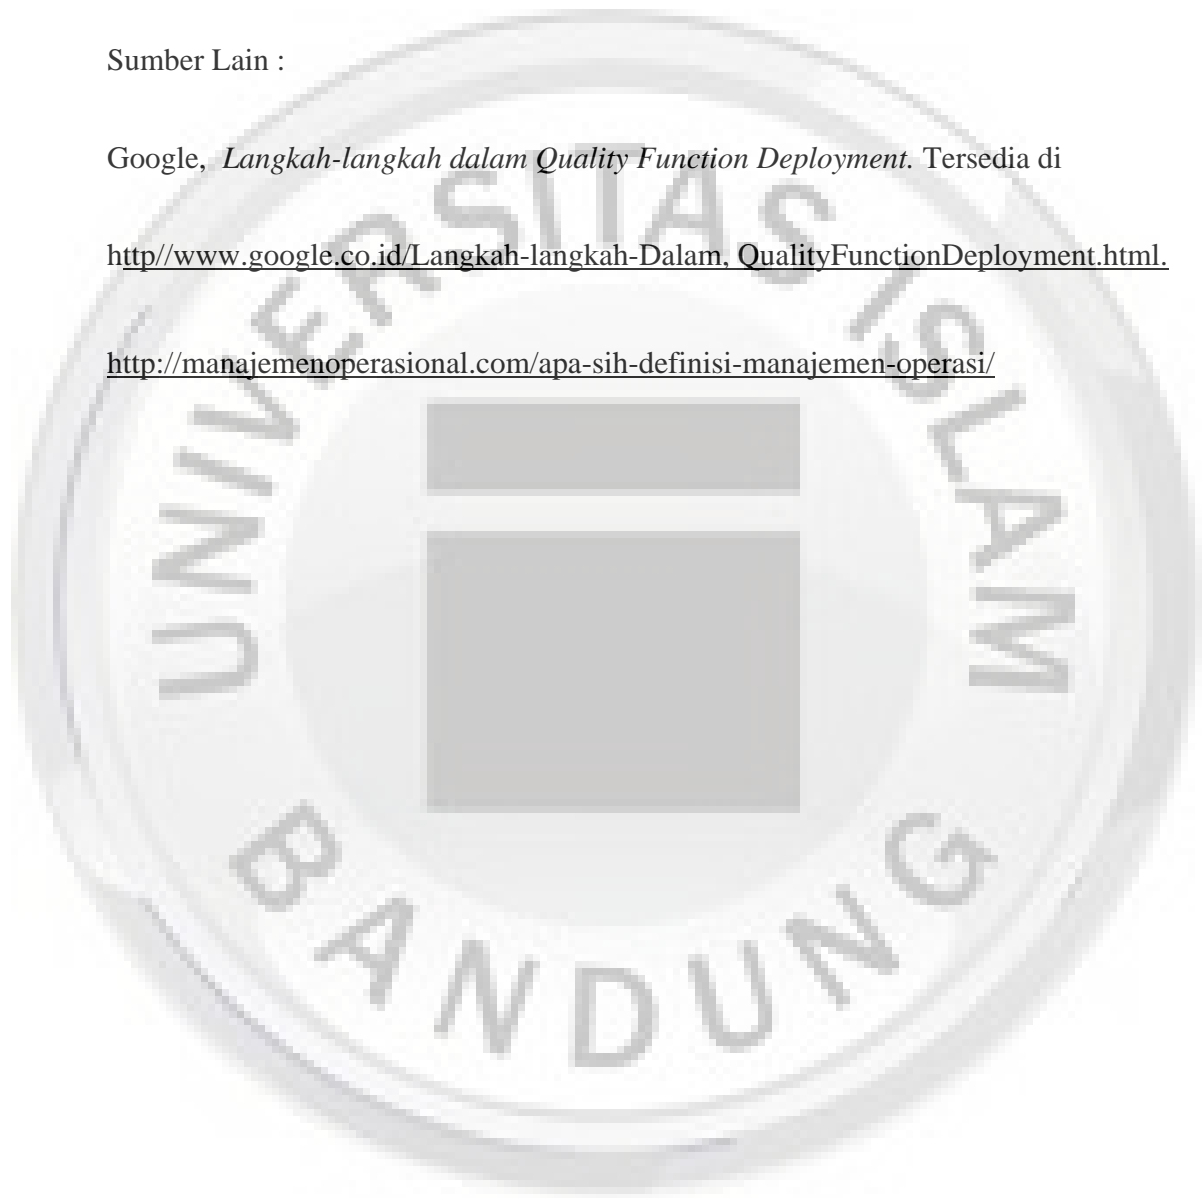 Sumber Lain :
Google, Langkah-langkah dalam Quality Function Deployment. Tersedia di
http//www.google.co.id/Langkah-langkah-Dalam, QualityFunctionDeployment.html.
http://manajemenoperasional.com/apa-sih-definisi-manajemen-operasi/
UNIVERSITAS ISLAM
BANDUNG